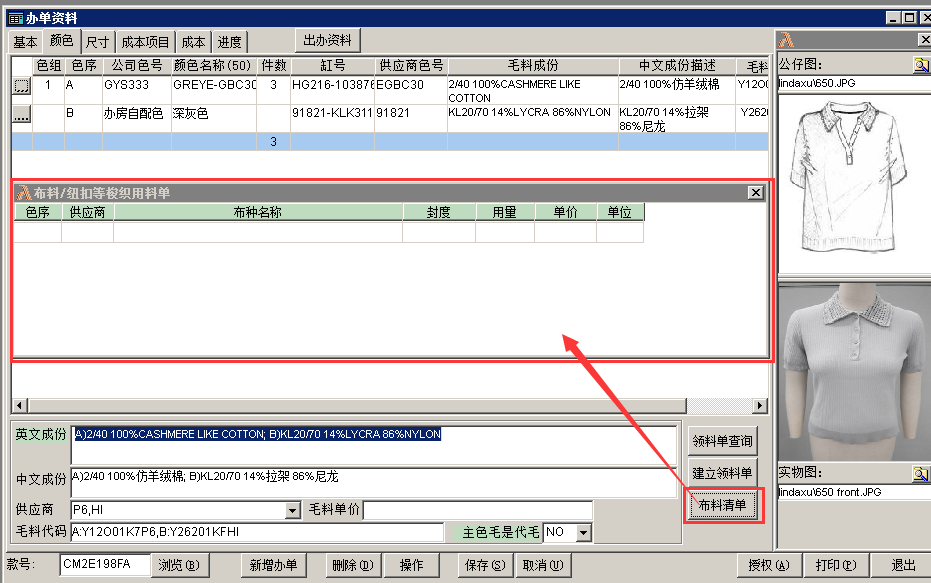 办单资料
基本 颜色 尺寸 成本项目 成本 进度 出办资料
色组 色序 公司色号 颜色名称(50) 件数 缸号 供应商色号 毛料成份 中文成份描述 毛料
1 A GYS333 GREYE-GBC30 3 HG216-103876 EGBC30 2/40 100%CASHMERE LIKE COTTON 2/40 100%仿羊绒棉 Y12O0
B 办房自配色 深灰色 91821-KLK311 91821 KL20/70 14%LYCRA 86%NYLON KL20/70 14%拉架 86%尼龙 Y2620
3
布料/纽扣等梭织用料单
色序 供应商 布种名称 封度 用量 单价 单位
英文成份 A)2/40 100%CASHMERE LIKE COTTON; B)KL20/70 14%LYCRA 86%NYLON
中文成份 A)2/40 100%仿羊绒棉; B)KL20/70 14%拉架 86%尼龙
供应商 P6,HI 毛料单价
毛料代码 A:Y12O01K7P6,B:Y26201KFHI 主色毛是代毛 NO
领料单查询
建立领料单
布料清单
公仔图:
lindaxu\650.JPG
实物图:
lindaxu\650 front.JPG
款号: CM2E198FA 浏览(B) 新增办单 删除(D) 操作 保存(S) 取消(U) 授权(A) 打印(P) 退出